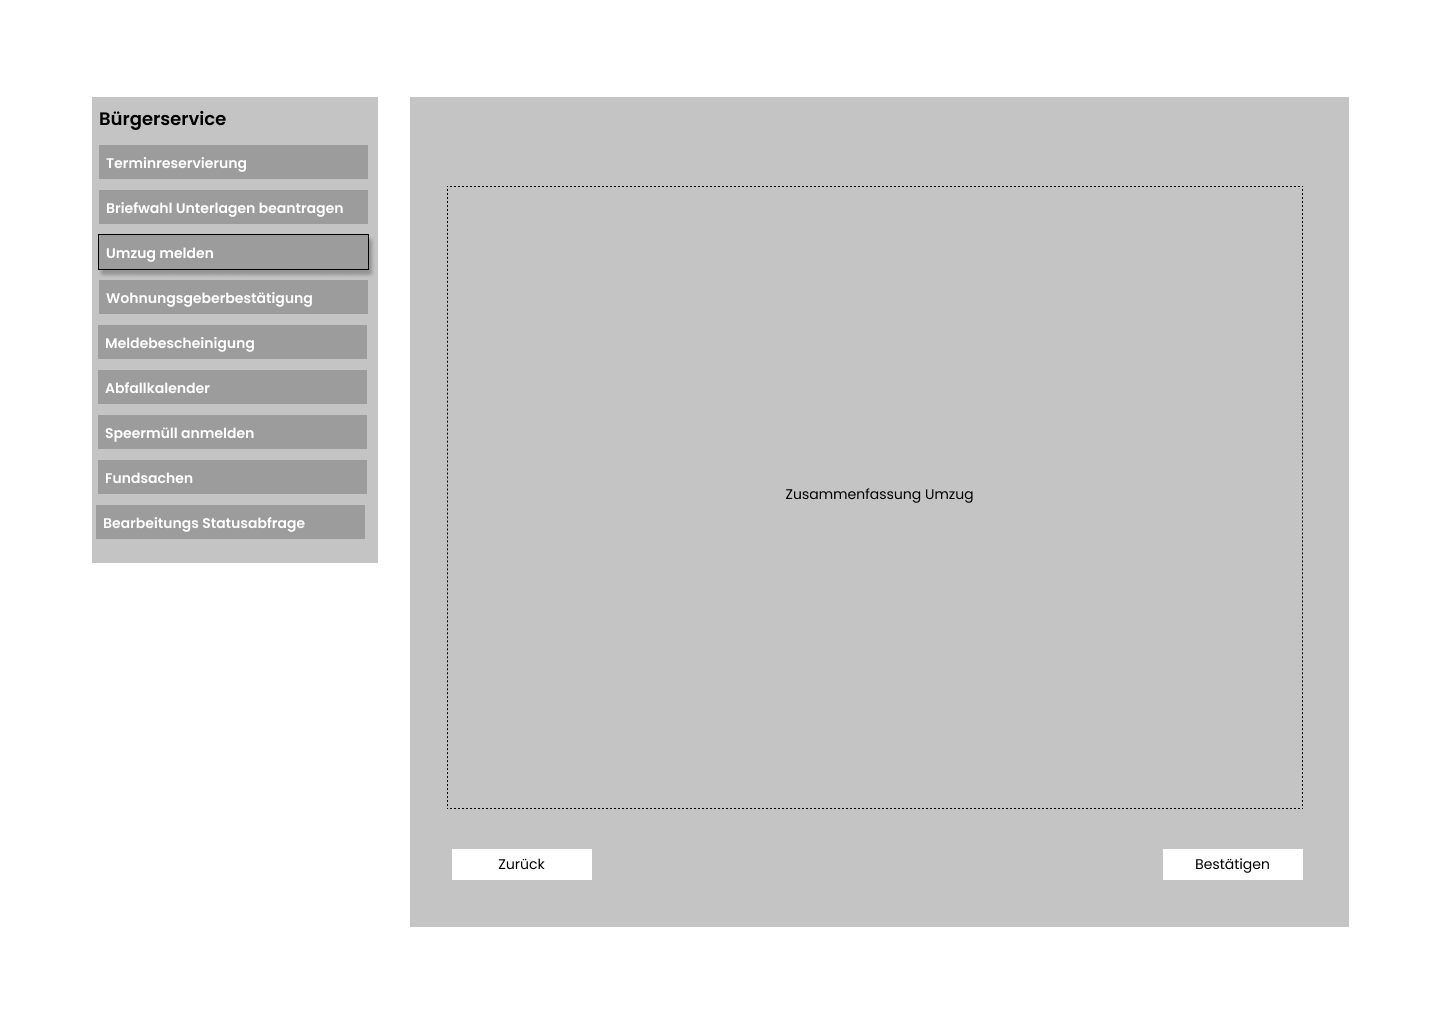 Bürgerservice
Terminreservierung
Briefwahl Unterlagen beantragen
Umzug melden
Wohnungsgeberbestätigung
Meldebescheinigung
Abfallkalender
Speermüll anmelden
Fundsachen
Bearbeitungs Statusabfrage
Zusammenfassung Umzug
Zurück
Bestätigen